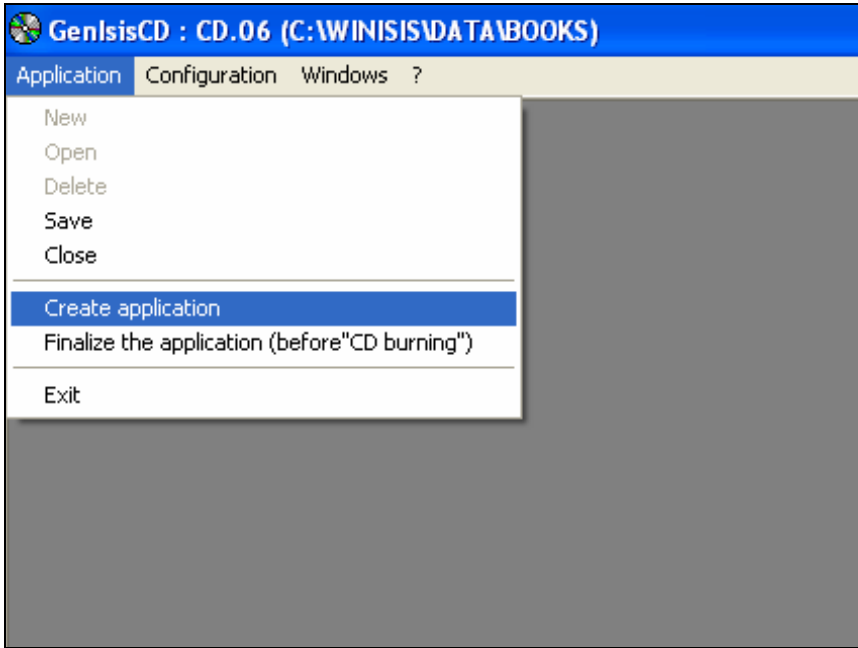 GenIsisCD : CD.06 (C:\WINISIS\DATA\BOOKS)
Application Configuration Windows ?
New
Open
Delete
Save
Close
Create application
Finalize the application (before"CD burning")
Exit